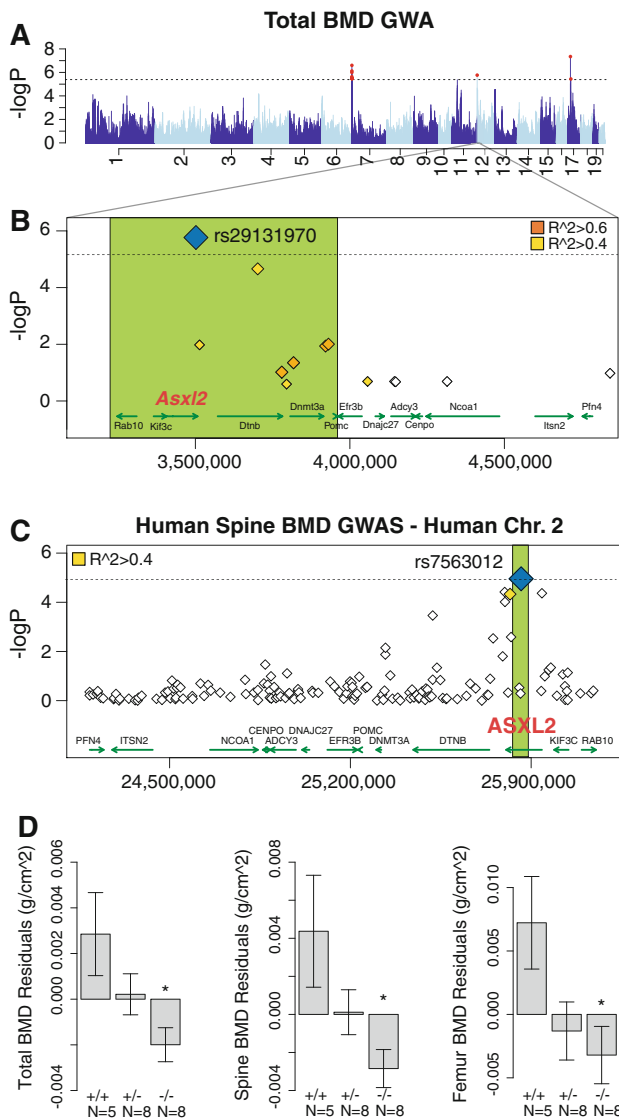 Total BMD GWA
A
-logP
8
6
4
2
0
1 2 3 4 5 6 7 8 9 10 11 12 13 14 15 17 19
B
rs29131970
R^2>0.6
R^2>0.4
-logP
6
4
2
0
Asxl2
Rab10 Kif3c Dtnb Dnmt3a Pomc Efr3b Dnajc27 Adcy3 Cenpo Ncoa1 Itsn2 Pfn4
3,500,000 4,000,000 4,500,000
C
Human Spine BMD GWAS - Human Chr. 2
R^2>0.4
rs7563012
-logP
6
4
2
0
ASXL2
PFN4 ITSN2 NCOA1 CENPO ADCY3 DNAJC27 EFR3B POMC DNMT3A DTNB KIF3C RAB10
24,500,000 25,200,000 25,900,000
D
Total BMD Residuals (g/cm^2)
0.006
0.002
0.000
-0.004
*
+/+ +/- -/-
N=5 N=8 N=8
Spine BMD Residuals (g/cm^2)
0.008
0.004
0.000
-0.004
*
+/+ +/- -/-
N=5 N=8 N=8
Femur BMD Residuals (g/cm^2)
0.010
0.005
0.000
-0.005
*
+/+ +/- -/-
N=5 N=8 N=8